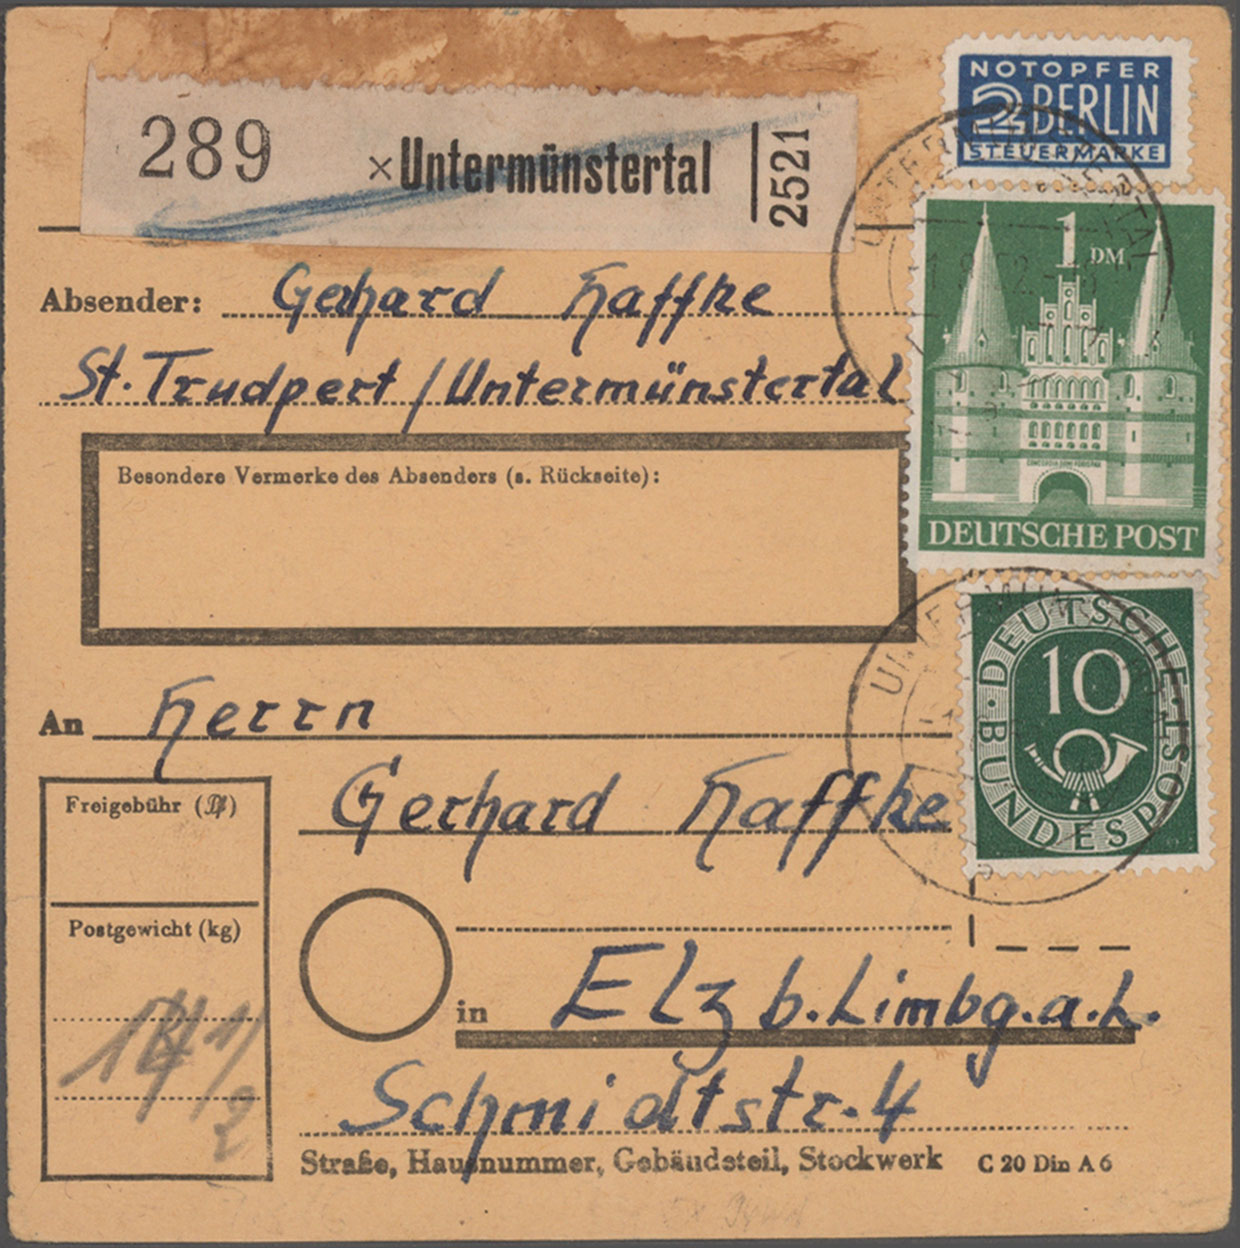 NOTOPFER
2 BERLIN
STEUERMARKE
289 ×Untermünstertal 2521
1 DM
DEUTSCHE POST
Absender: Gerhard Haffke
St. Trudpert / Untermünstertal
Besondere Vermerke des Absenders (s. Rückseite):
DEUTSCHE BUNDESPOST
10
An Herrn
Gerhard Haffke
Freigebühr (₰)
Postgewicht (kg)
in Elz b. Limbg. a. L.
Schmidtstr. 4
Straße, Hausnummer, Gebäudeteil, Stockwerk C 20 Din A 6